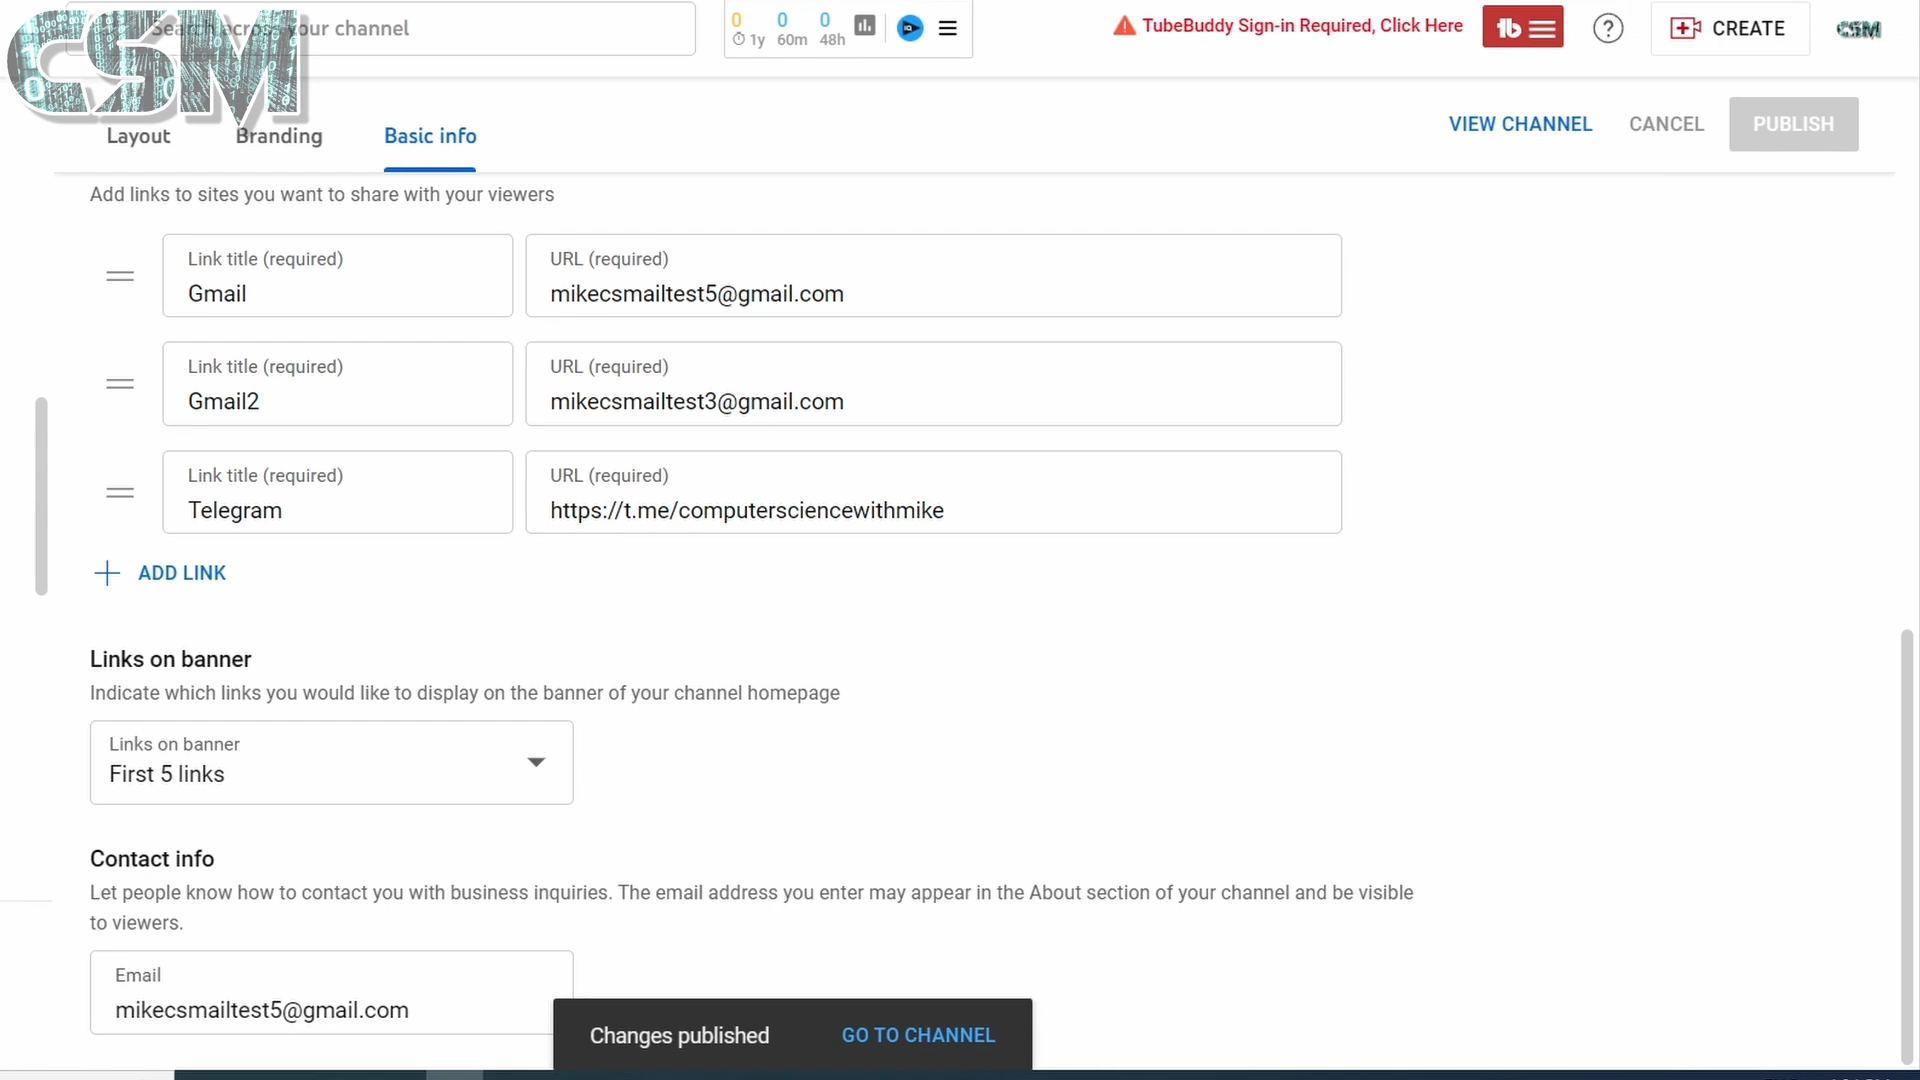 CSM
Search across your channel
0 0 0
1y 60m 48h
TubeBuddy Sign-in Required, Click Here
tb
?
CREATE
CSM
Layout
Branding
Basic info
VIEW CHANNEL
CANCEL
PUBLISH
Add links to sites you want to share with your viewers
Link title (required)
Gmail
URL (required)
mikecsmailtest5@gmail.com
Link title (required)
Gmail2
URL (required)
mikecsmailtest3@gmail.com
Link title (required)
Telegram
URL (required)
https://t.me/computersciencewithmike
ADD LINK
Links on banner
Indicate which links you would like to display on the banner of your channel homepage
Links on banner
First 5 links
Contact info
Let people know how to contact you with business inquiries. The email address you enter may appear in the About section of your channel and be visible
to viewers.
Email
mikecsmailtest5@gmail.com
Changes published
GO TO CHANNEL